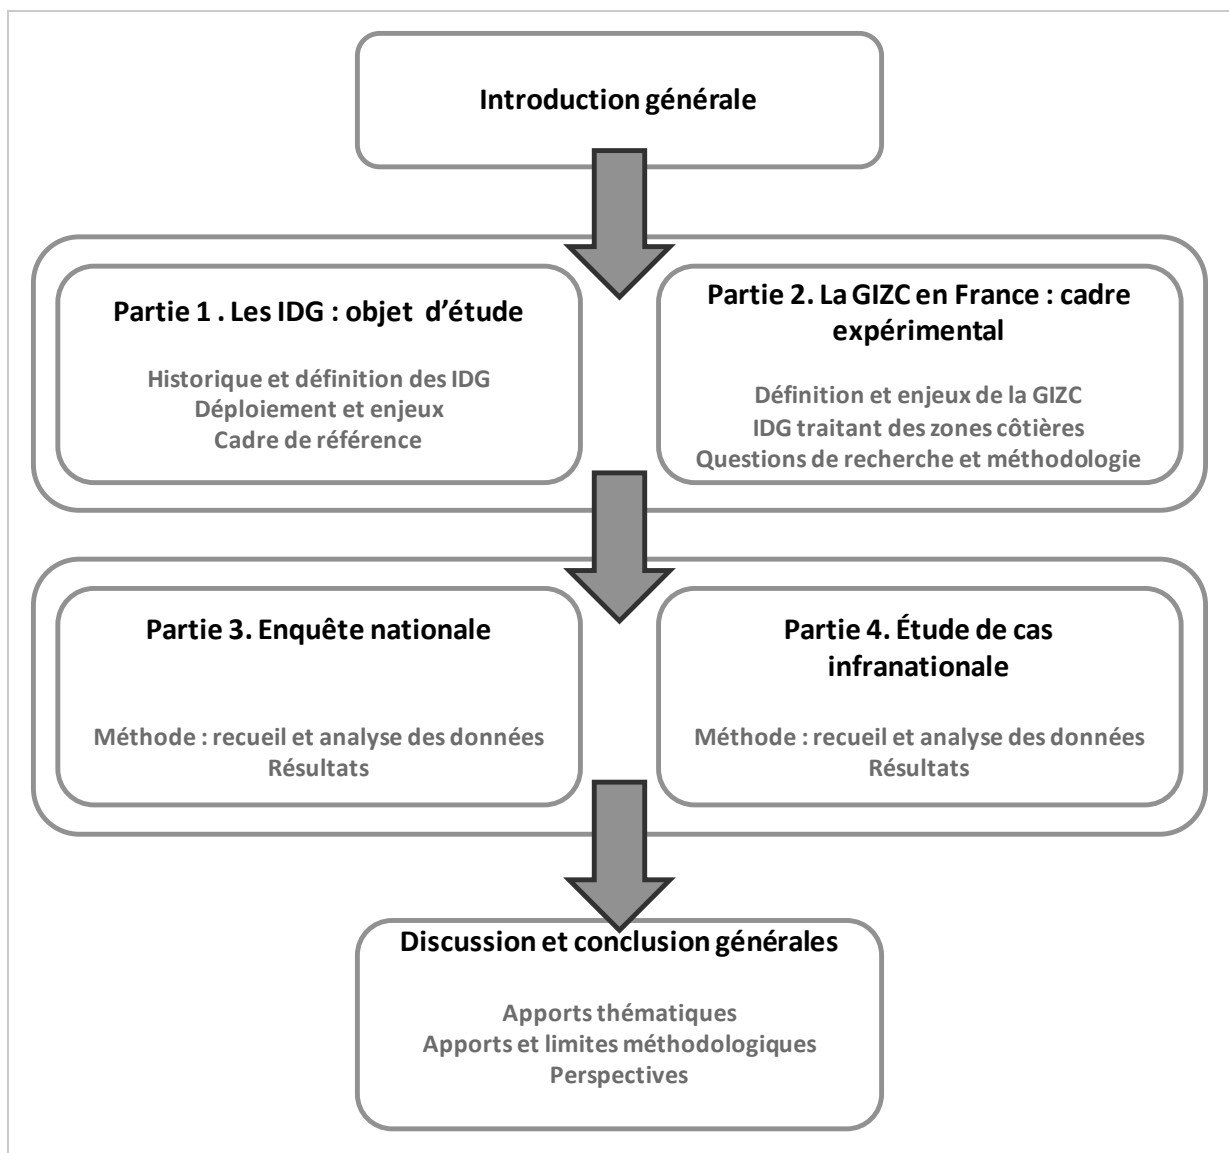 Introduction générale
Partie 1 . Les IDG : objet d’étude
Historique et définition des IDG
Déploiement et enjeux
Cadre de référence
Partie 2. La GIZC en France : cadre
expérimental
Définition et enjeux de la GIZC
IDG traitant des zones côtières
Questions de recherche et méthodologie
Partie 3. Enquête nationale
Méthode : recueil et analyse des données
Résultats
Partie 4. Étude de cas
infranationale
Méthode : recueil et analyse des données
Résultats
Discussion et conclusion générales
Apports thématiques
Apports et limites méthodologiques
Perspectives